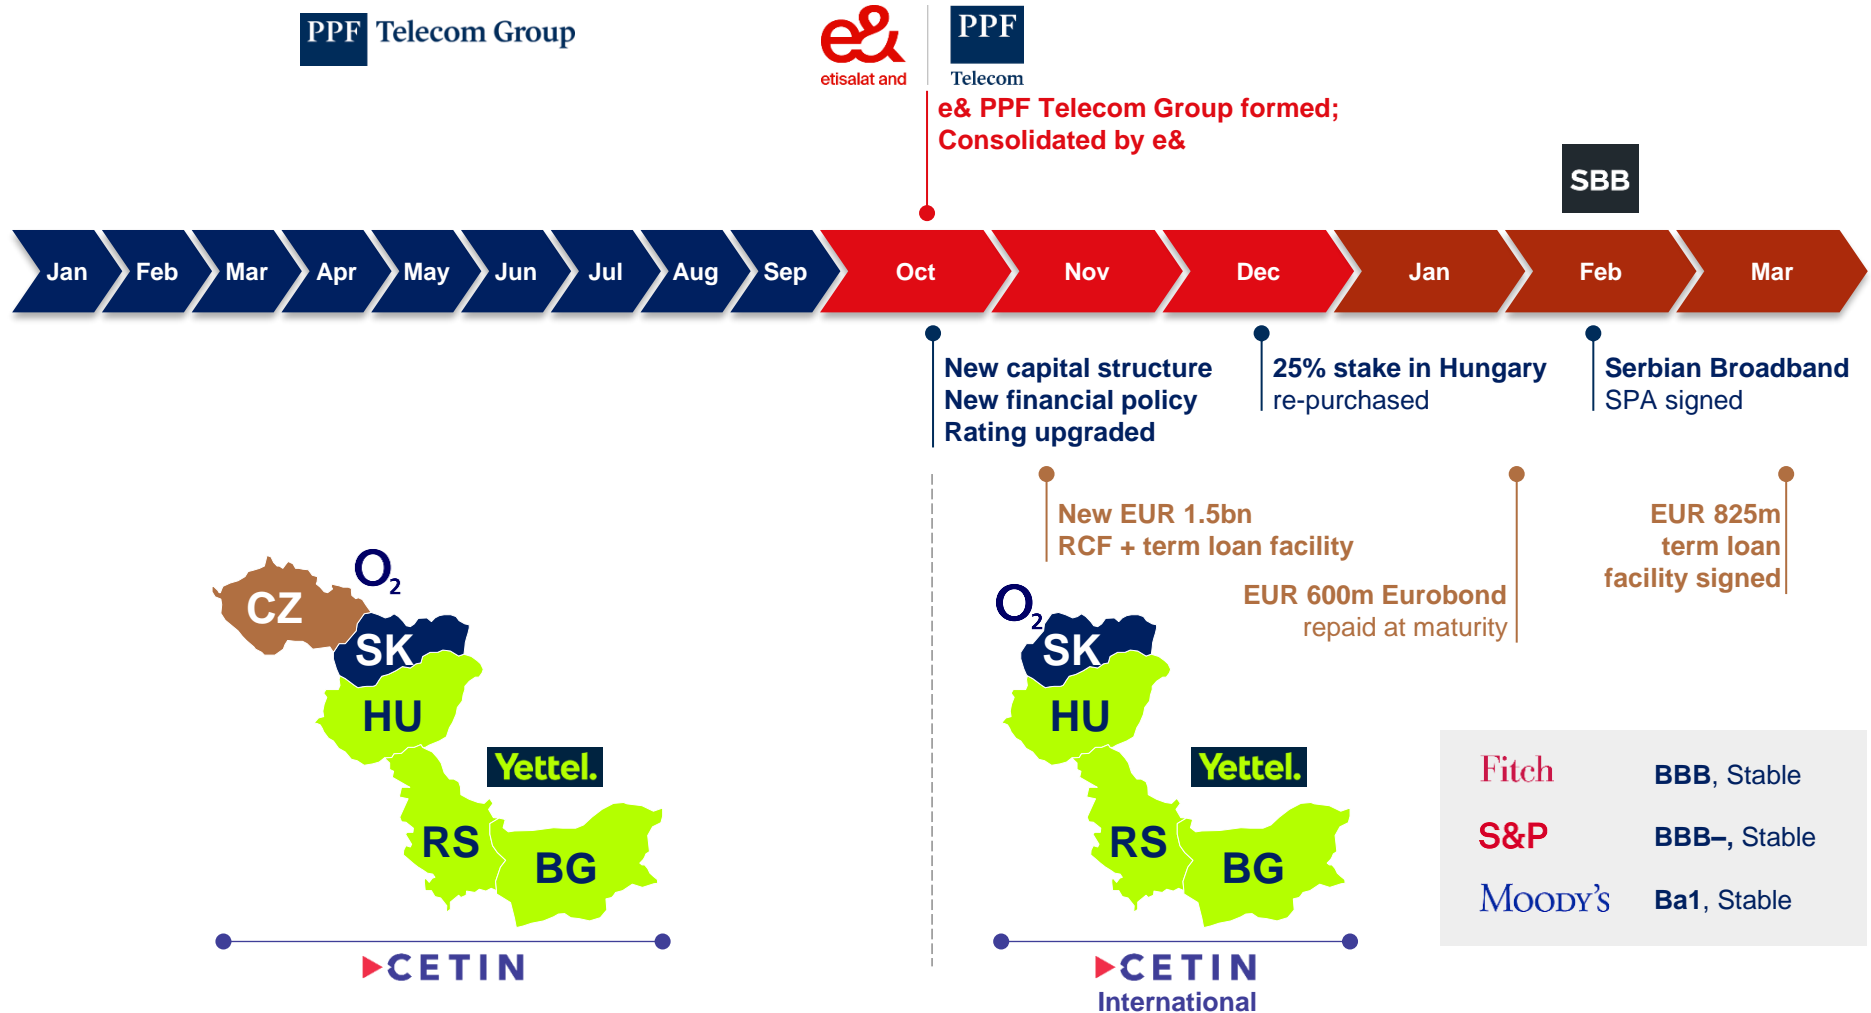 PPF Telecom Group
e&
etisalat and
PPF
Telecom
e& PPF Telecom Group formed;
Consolidated by e&
SBB
Jan Feb Mar Apr May Jun Jul Aug Sep Oct Nov Dec Jan Feb Mar
New capital structure
New financial policy
Rating upgraded
25% stake in Hungary
re-purchased
Serbian Broadband
SPA signed
New EUR 1.5bn
RCF + term loan facility
EUR 600m Eurobond
repaid at maturity
EUR 825m
term loan
facility signed
O2
CZ
SK
HU
Yettel.
RS
BG
CETIN
O2
SK
HU
Yettel.
RS
BG
CETIN
International
Fitch BBB, Stable
S&P BBB–, Stable
Moody's Ba1, Stable